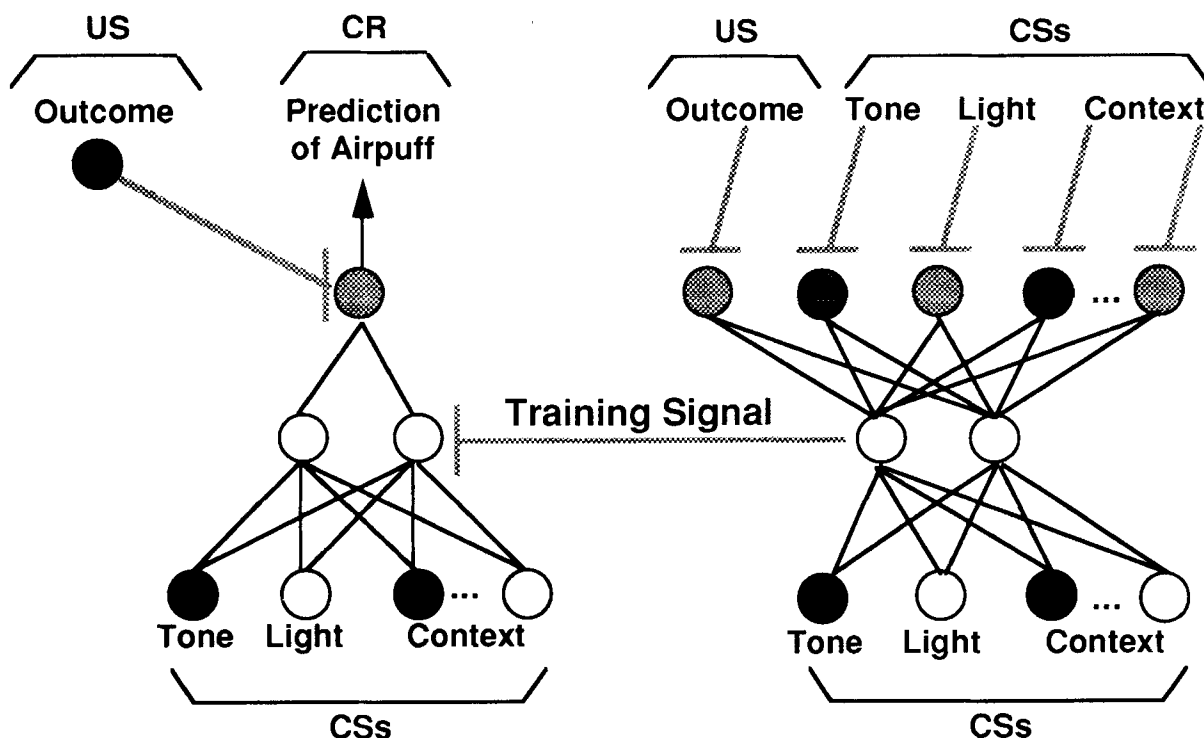 US
CR
US
CSs
Outcome
Prediction
of Airpuff
Outcome
Tone
Light
Context
...
Training Signal
...
...
Tone
Light
Context
Tone
Light
Context
CSs
CSs